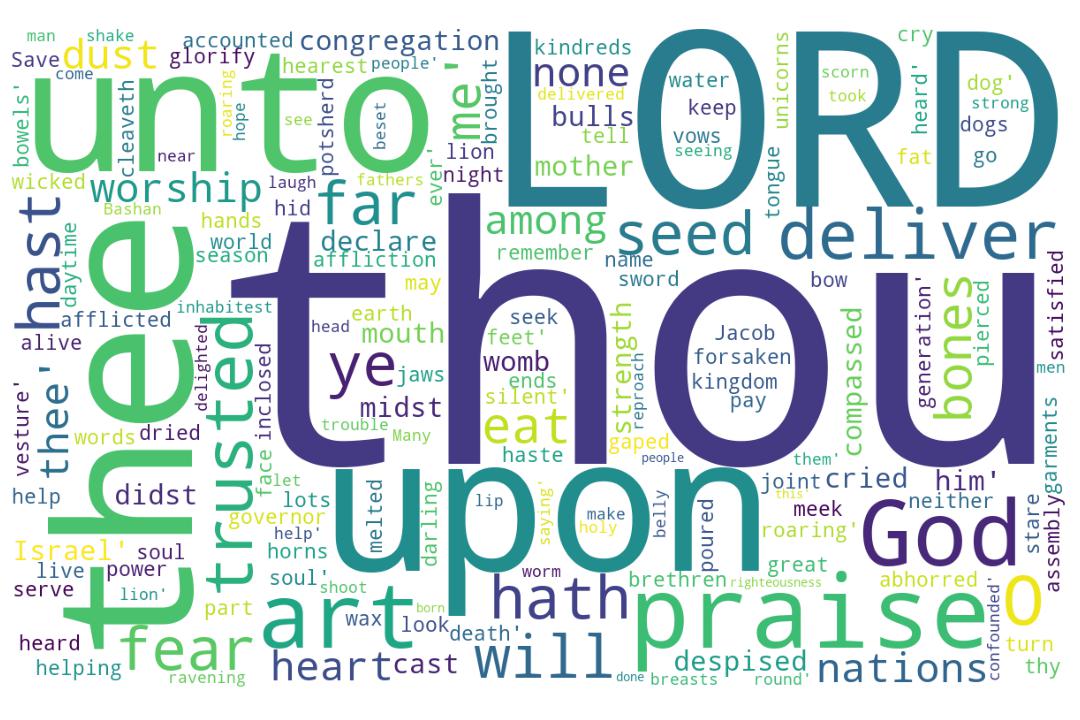 man
shake
Save
dust
come
accounted
congregation
glorify
hearest
people'
unto
me'
brought
LORD
kindreds
none
delivered
bulls
tell
mother
water
keep
vows
seeing
unicorns
scorn
took
cry
heard'
fat
dog'
strong
dogs
go
bowels'
cleaveth
near
roaring
hope
see
potsherd
beset
lion
night
ever'
tongue
wicked
worship
laugh
fathers
hid
far
Bashan
hands
world
season
declare
affliction
among
remember
seed
deliver
name
sword
bow
hast
daytime
thee
inhabitest
afflicted
alive
may
earth
mouth
head
ye
jaws
midst
trouble
Many
thou
seek
feet'
womb
ends
silent'
eat
haste
strength
reproach
gaped
people
Jacob
forsaken
kingdom
pay
compassed
generation'
bones
pierced
satisfied
men
vesture'
thee'
words
dried
delighted
trusted
inclosed
face
let
help
didst
lots
governor
help'
horns
melted
darling
upon
lip
saying'
make
holy
belly
poured
them'
joint
cried
this'
meek
roaring'
him'
neither
God
stare
garments
assembly
Israel'
soul
live
power
serve
lion'
soul'
shoot
part
art
wax
look
born
worm
hath
death'
brethren
righteousness
great
abhorred
praise
O
confounded'
turn
thy
heard
helping
fear
ravening
heart
cast
will
done
despised
breasts
round'
nations